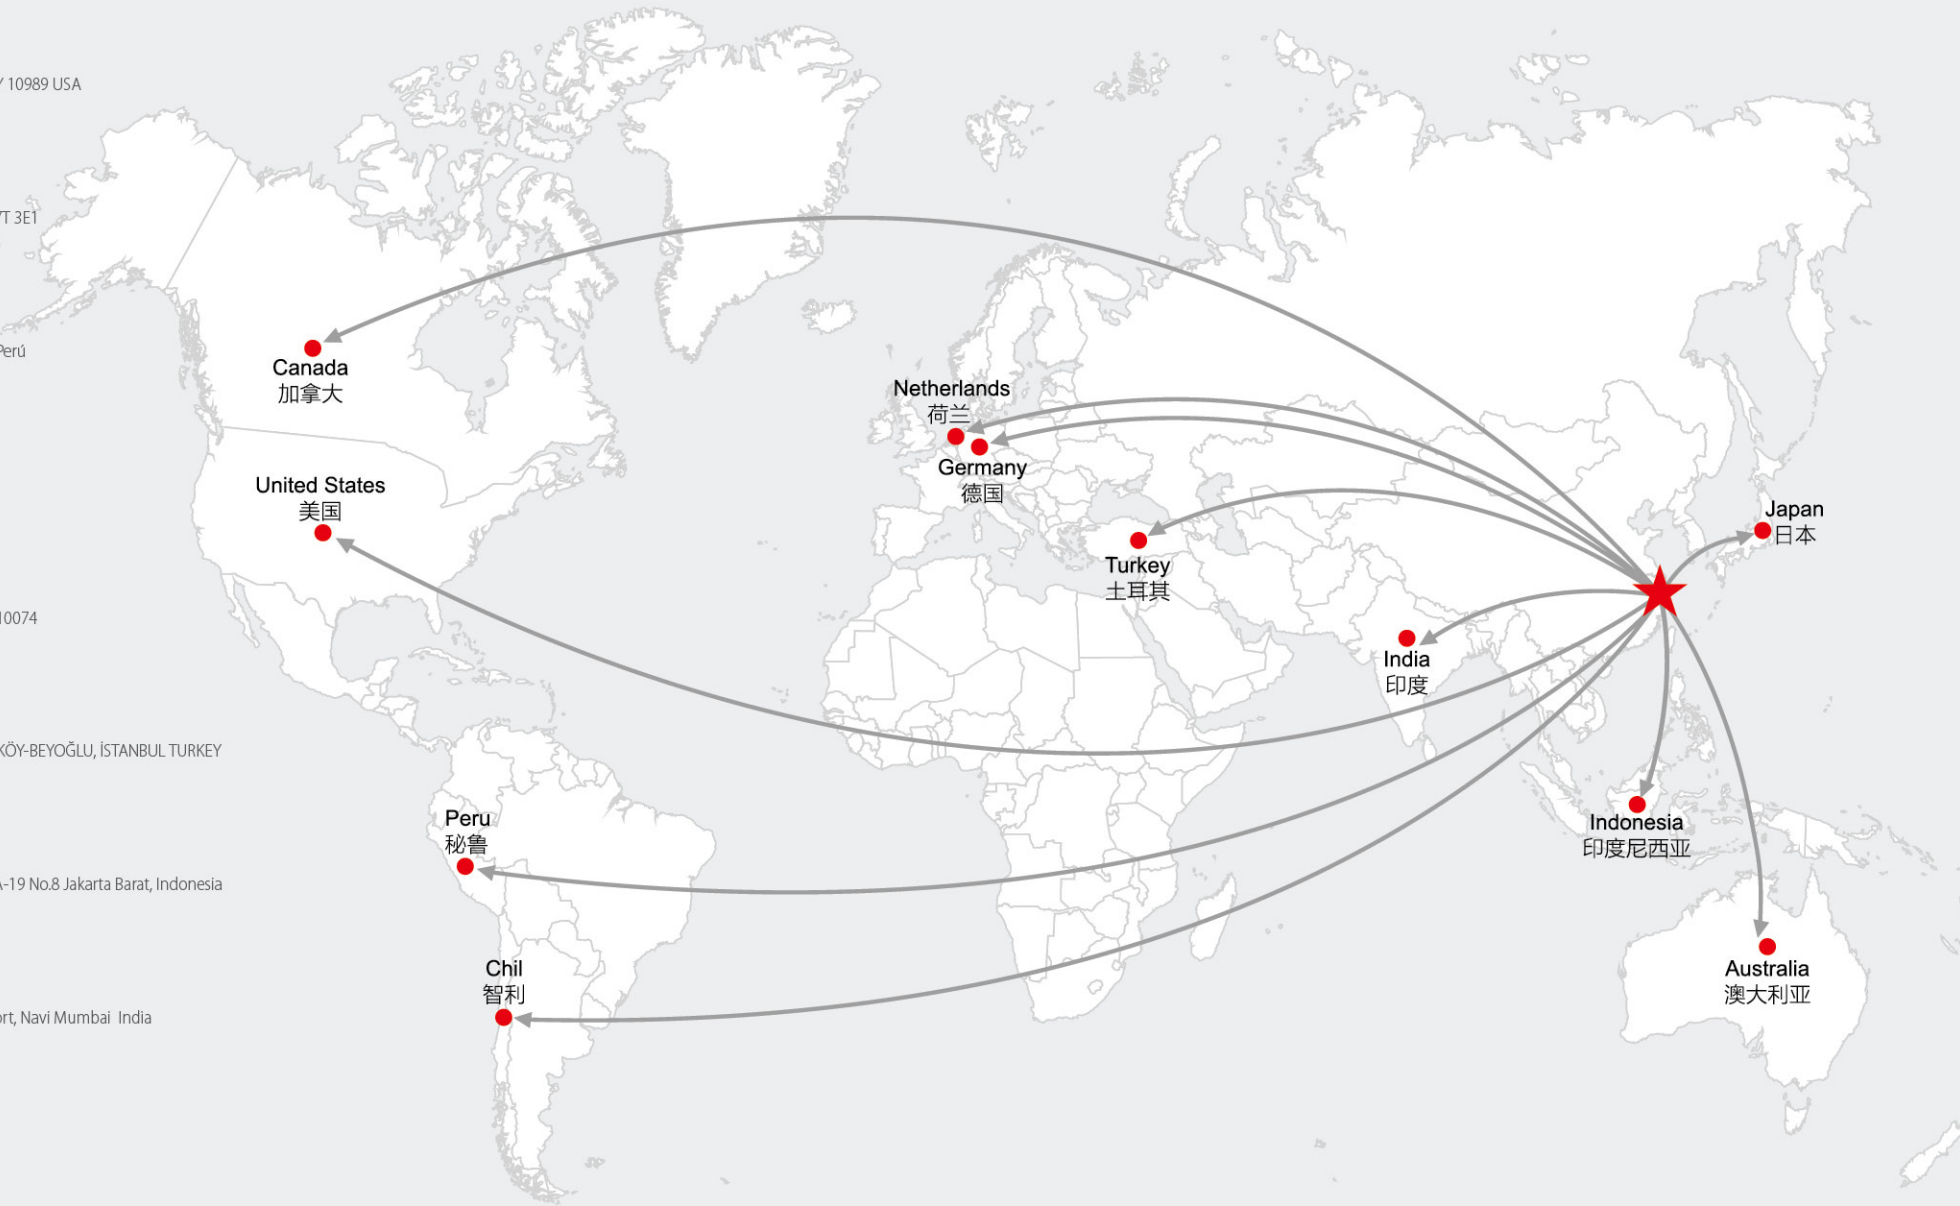 Y 10989 USA
7T 3E1
Perú
10074
KÖY-BEYOĞLU, İSTANBUL TURKEY
A-19 No.8 Jakarta Barat, Indonesia
ort, Navi Mumbai India
Canada
加拿大
United States
美国
Peru
秘鲁
Chil
智利
Netherlands
荷兰
Germany
德国
Turkey
土耳其
India
印度
Japan
日本
Indonesia
印度尼西亚
Australia
澳大利亚